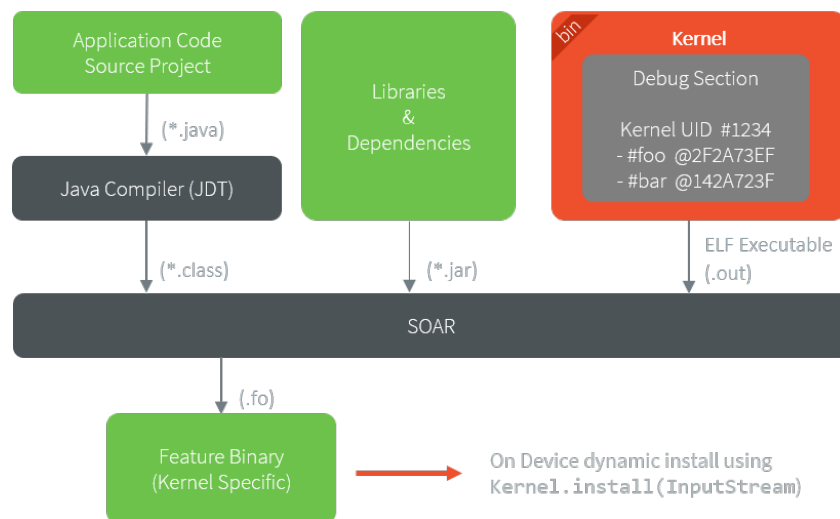 Application Code
Source Project
(*.java)
Java Compiler (JDT)
(*.class)
Libraries
&
Dependencies
(*.jar)
bin
Kernel
Debug Section
Kernel UID #1234
- #foo @2F2A73EF
- #bar @142A723F
ELF Executable
(.out)
SOAR
(.fo)
Feature Binary
(Kernel Specific)
On Device dynamic install using
Kernel.install(InputStream)